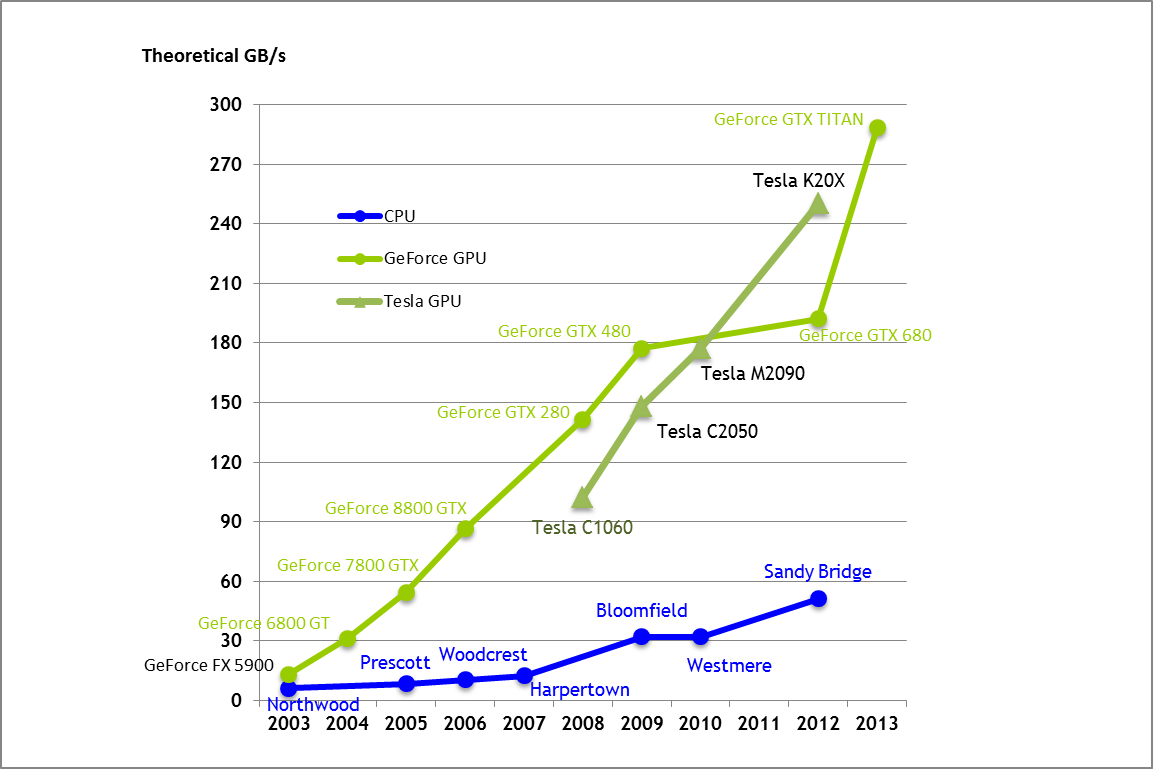 Theoretical GB/s
300
270
240
210
180
150
120
90
60
30
0
CPU
GeForce GPU
Tesla GPU
GeForce GTX TITAN
Tesla K20X
GeForce GTX 480
GeForce GTX 680
Tesla M2090
GeForce GTX 280
Tesla C2050
GeForce 8800 GTX
Tesla C1060
GeForce 7800 GTX
Sandy Bridge
Bloomfield
GeForce 6800 GT
Woodcrest
Prescott
GeForce FX 5900
Westmere
Harpertown
Northwood
2003 2004 2005 2006 2007 2008 2009 2010 2011 2012 2013